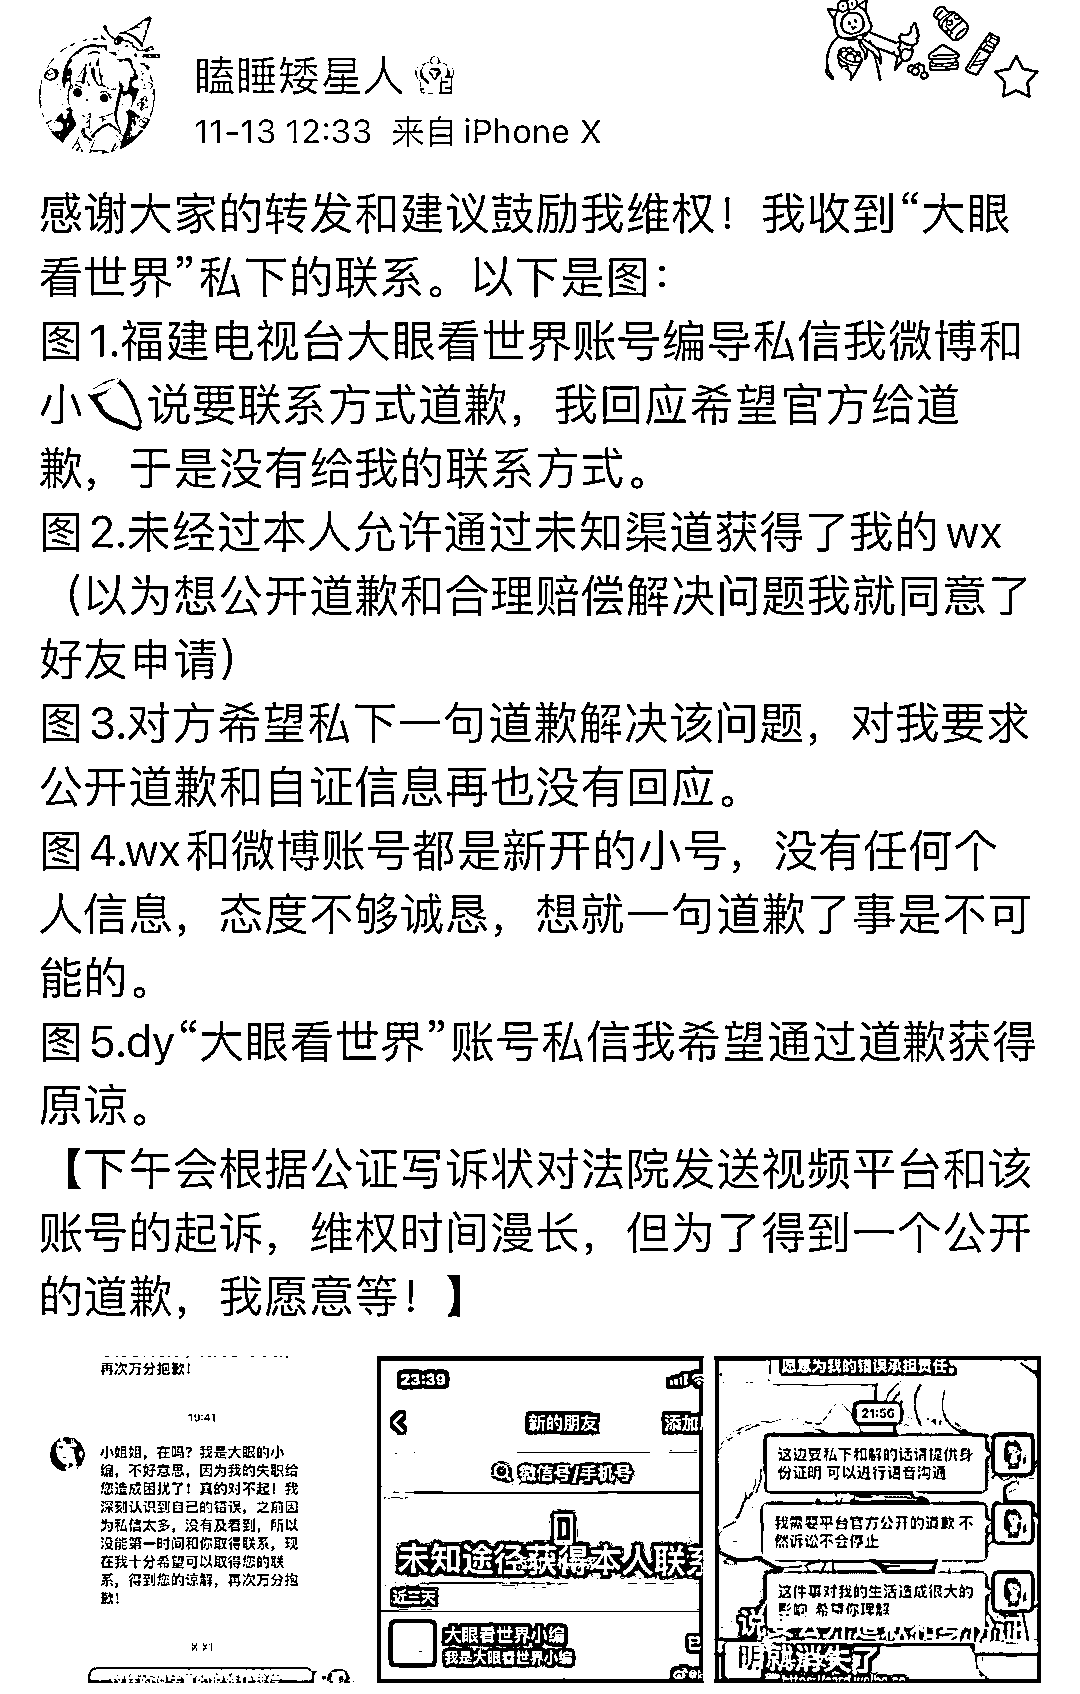 瞌睡矮星人
11-13 12:33 来自 iPhone X
感谢大家的转发和建议鼓励我维权！我收到“大眼
看世界”私下的联系。以下是图：
图1.福建电视台大眼看世界账号编导私信我微博和
小🍠说要联系方式道歉，我回应希望官方给道
歉，于是没有给我的联系方式。
图2.未经过本人允许通过未知渠道获得了我的wx
（以为想公开道歉和合理赔偿解决问题我就同意了
好友申请）
图3.对方希望私下一句道歉解决该问题，对我要求
公开道歉和自证信息再也没有回应。
图4.wx和微博账号都是新开的小号，没有任何个
人信息，态度不够诚恳，想就一句道歉了事是不可
能的。
图5.dy“大眼看世界”账号私信我希望通过道歉获得
原谅。
【下午会根据公证写诉状对法院发送视频平台和该
账号的起诉，维权时间漫长，但为了得到一个公开
的道歉，我愿意等！】
再次万分抱歉！
19:41
小姐姐，在吗？我是大眼的小
编，不好意思，因为我的失职给
您造成困扰了！真的对不起！我
深刻认识到自己的错误，之前因
为私信太多，没有及看到，所以
没能第一时间和你取得联系，现
在我十分希望可以取得您的联
系，得到您的谅解，再次万分抱
歉！
23:39
新的朋友
添加
微信号/手机号
未知途径获得本人联系
近三天
大眼看世界小编
我是大眼看世界小编
愿意为我的错误承担责任。
21:56
这边要私下和解的话请提供身
份证明 可以进行语音沟通
我需要平台官方公开的道歉 不
然诉讼不会停止
这件事对我的生活造成很大的
影响 希望你理解
明就消失了